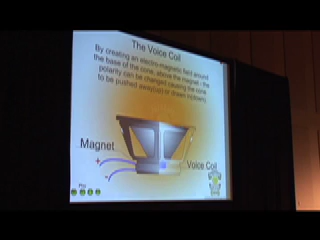 The Voice Coil
By creating an electro-magnetic field around
the base of the cone, above the magnet - the
polarity can be changed causing the cone
to be pushed away(up) or drawn in(down).
Magnet
+
-
Voice Coil